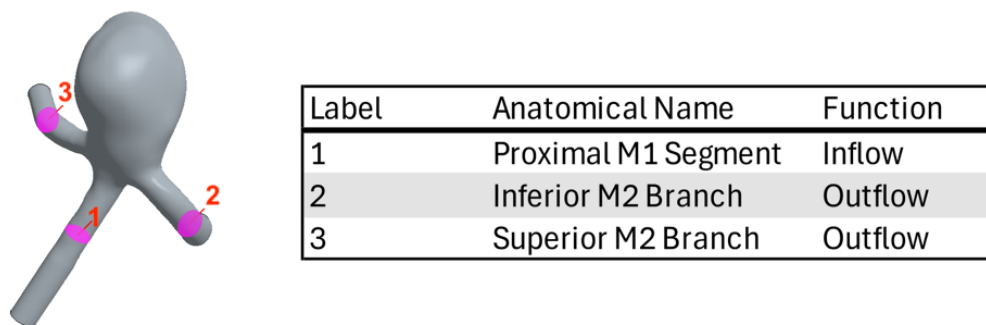 3
2
1
Label Anatomical Name Function
1 Proximal M1 Segment Inflow
2 Inferior M2 Branch Outflow
3 Superior M2 Branch Outflow